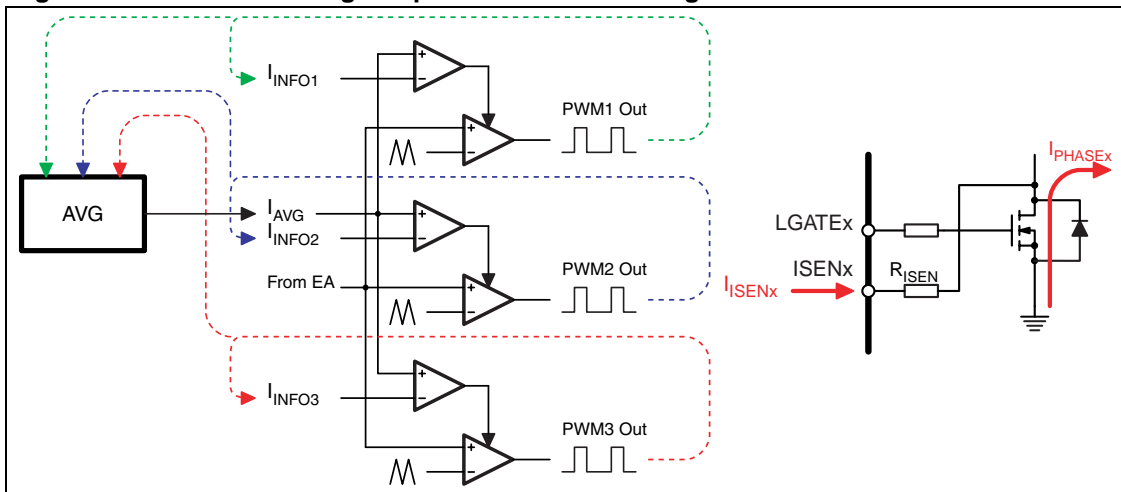 AVG
I_INFO1
PWM1 Out
I_AVG
I_INFO2
From EA
PWM2 Out
I_INFO3
PWM3 Out
+
−
+
−
+
−
+
−
+
−
+
−
I_PHASEx
LGATEx
ISENx
R_ISEN
I_ISENx